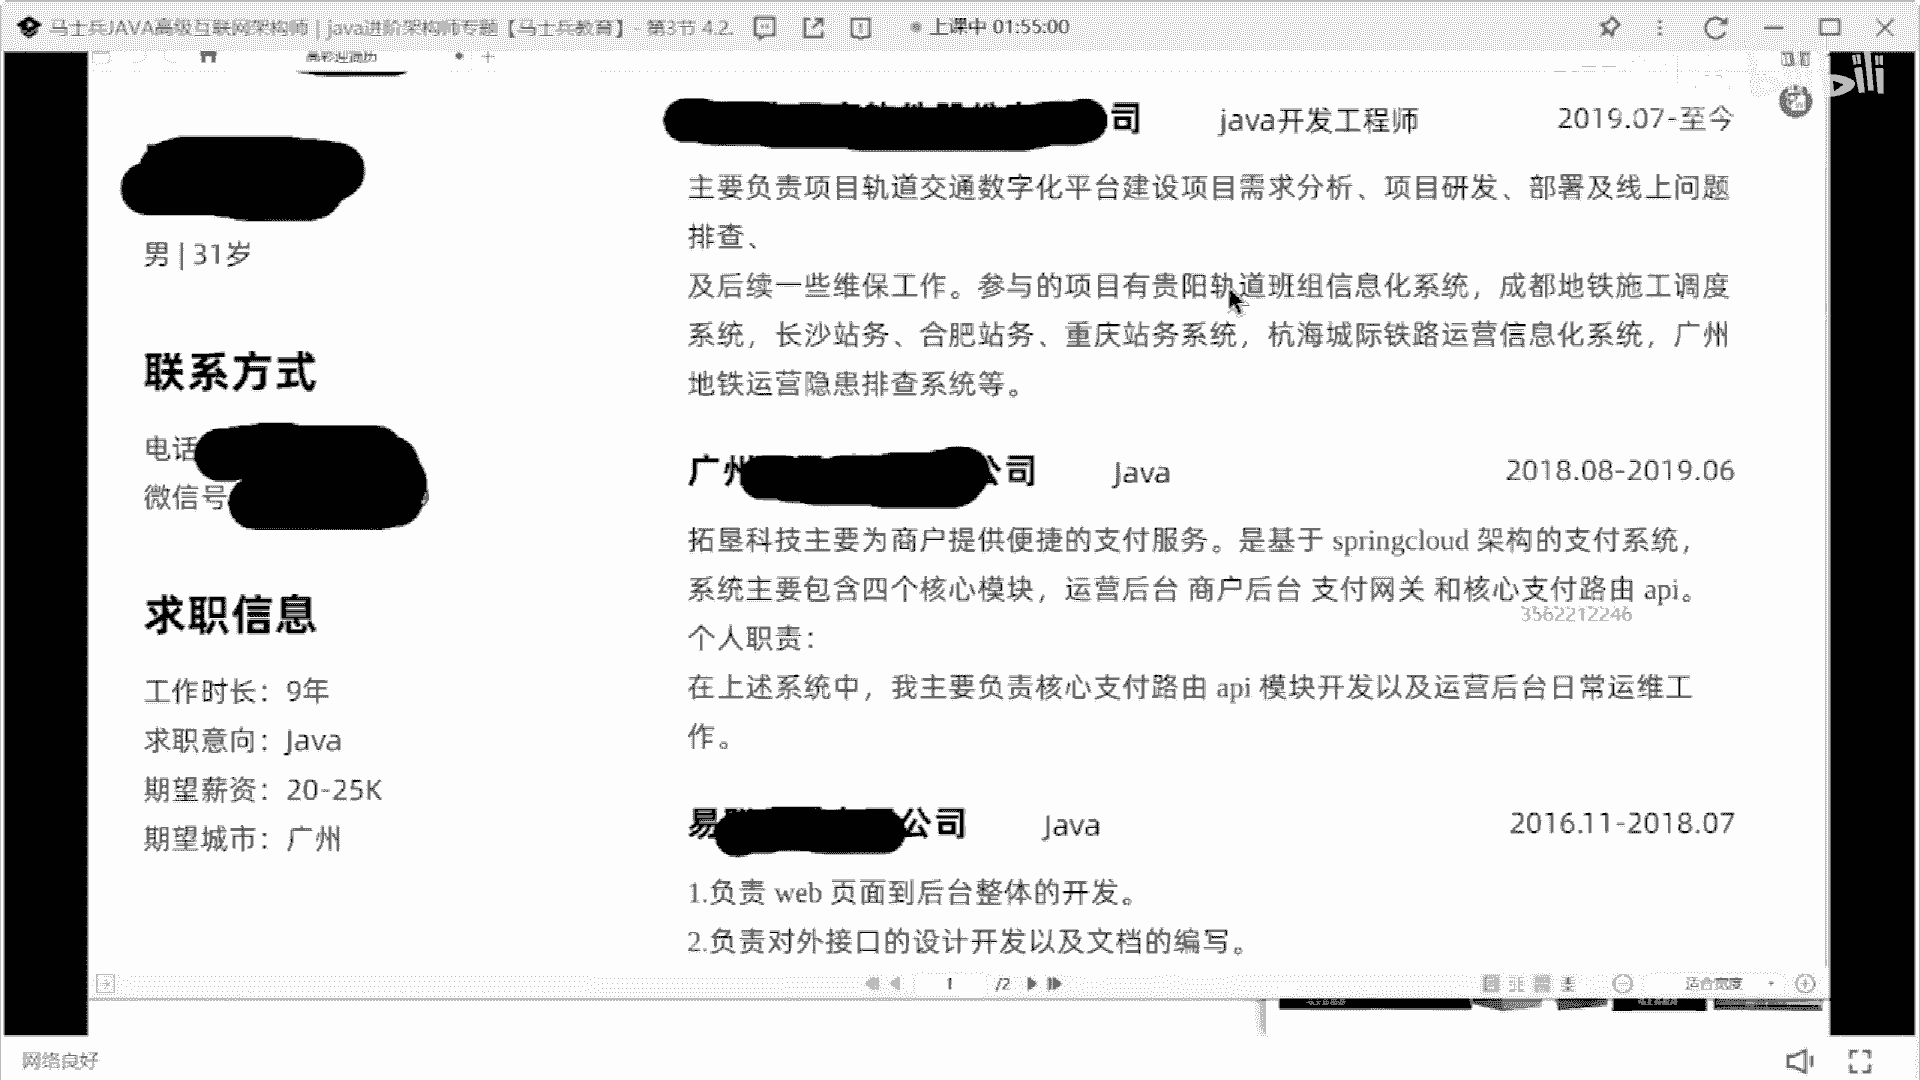 马士兵JAVA高级互联网架构师 | java进阶架构师专题【马士兵教育】 - 第3节 4.2.
上课中 01:55:00
司 java开发工程师 2019.07-至今
主要负责项目轨道交通数字化平台建设项目需求分析、项目研发、部署及线上问题
排查、
及后续一些维保工作。参与的项目有贵阳轨道班组信息化系统，成都地铁施工调度
系统，长沙站务、合肥站务、重庆站务系统，杭海城际铁路运营信息化系统，广州
地铁运营隐患排查系统等。
男 | 31岁
联系方式
电话
微信号
求职信息
工作时长：9年
求职意向：Java
期望薪资：20-25K
期望城市：广州
广州 公司 Java 2018.08-2019.06
拓垦科技主要为商户提供便捷的支付服务。是基于 springcloud 架构的支付系统，
系统主要包含四个核心模块，运营后台 商户后台 支付网关 和核心支付路由 api。
3562212246
个人职责：
在上述系统中，我主要负责核心支付路由 api 模块开发以及运营后台日常运维工
作。
易 公司 Java 2016.11-2018.07
1.负责 web 页面到后台整体的开发。
2.负责对外接口的设计开发以及文档的编写。
1 /2
适合宽度
网络良好